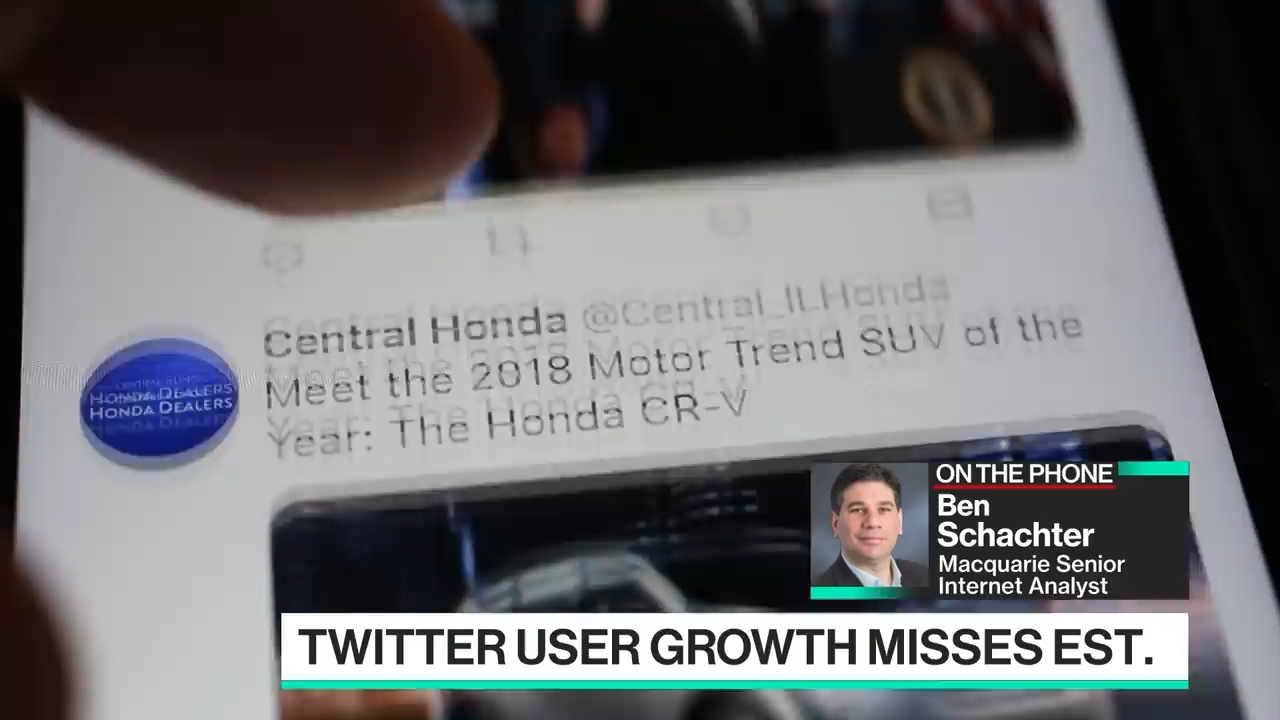 Central Honda @Central_ILHonda
Meet the 2018 Motor Trend SUV of the
Year: The Honda CR-V
HONDA DEALERS
HONDA DEALERS
ON THE PHONE
Ben
Schachter
Macquarie Senior
Internet Analyst
TWITTER USER GROWTH MISSES EST.